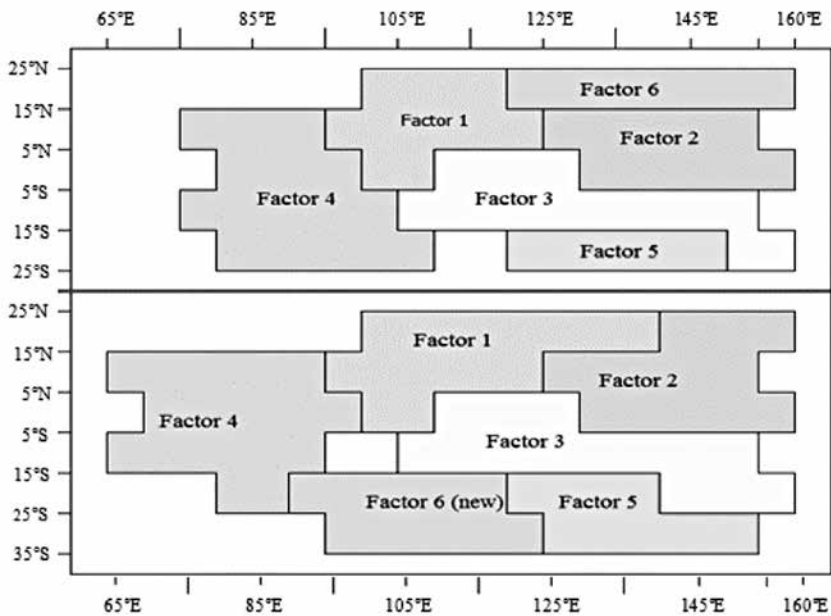 65°E 85°E 105°E 125°E 145°E 160°E
25°N
Factor 6
15°N
Factor 1
Factor 2
5°N
5°S
Factor 4 Factor 3
15°S
Factor 5
25°S
25°N
Factor 1
15°N
Factor 2
5°N
Factor 4
Factor 3
5°S
15°S
Factor 6 (new) Factor 5
25°S
35°S
65°E 85°E 105°E 125°E 145°E 160°E